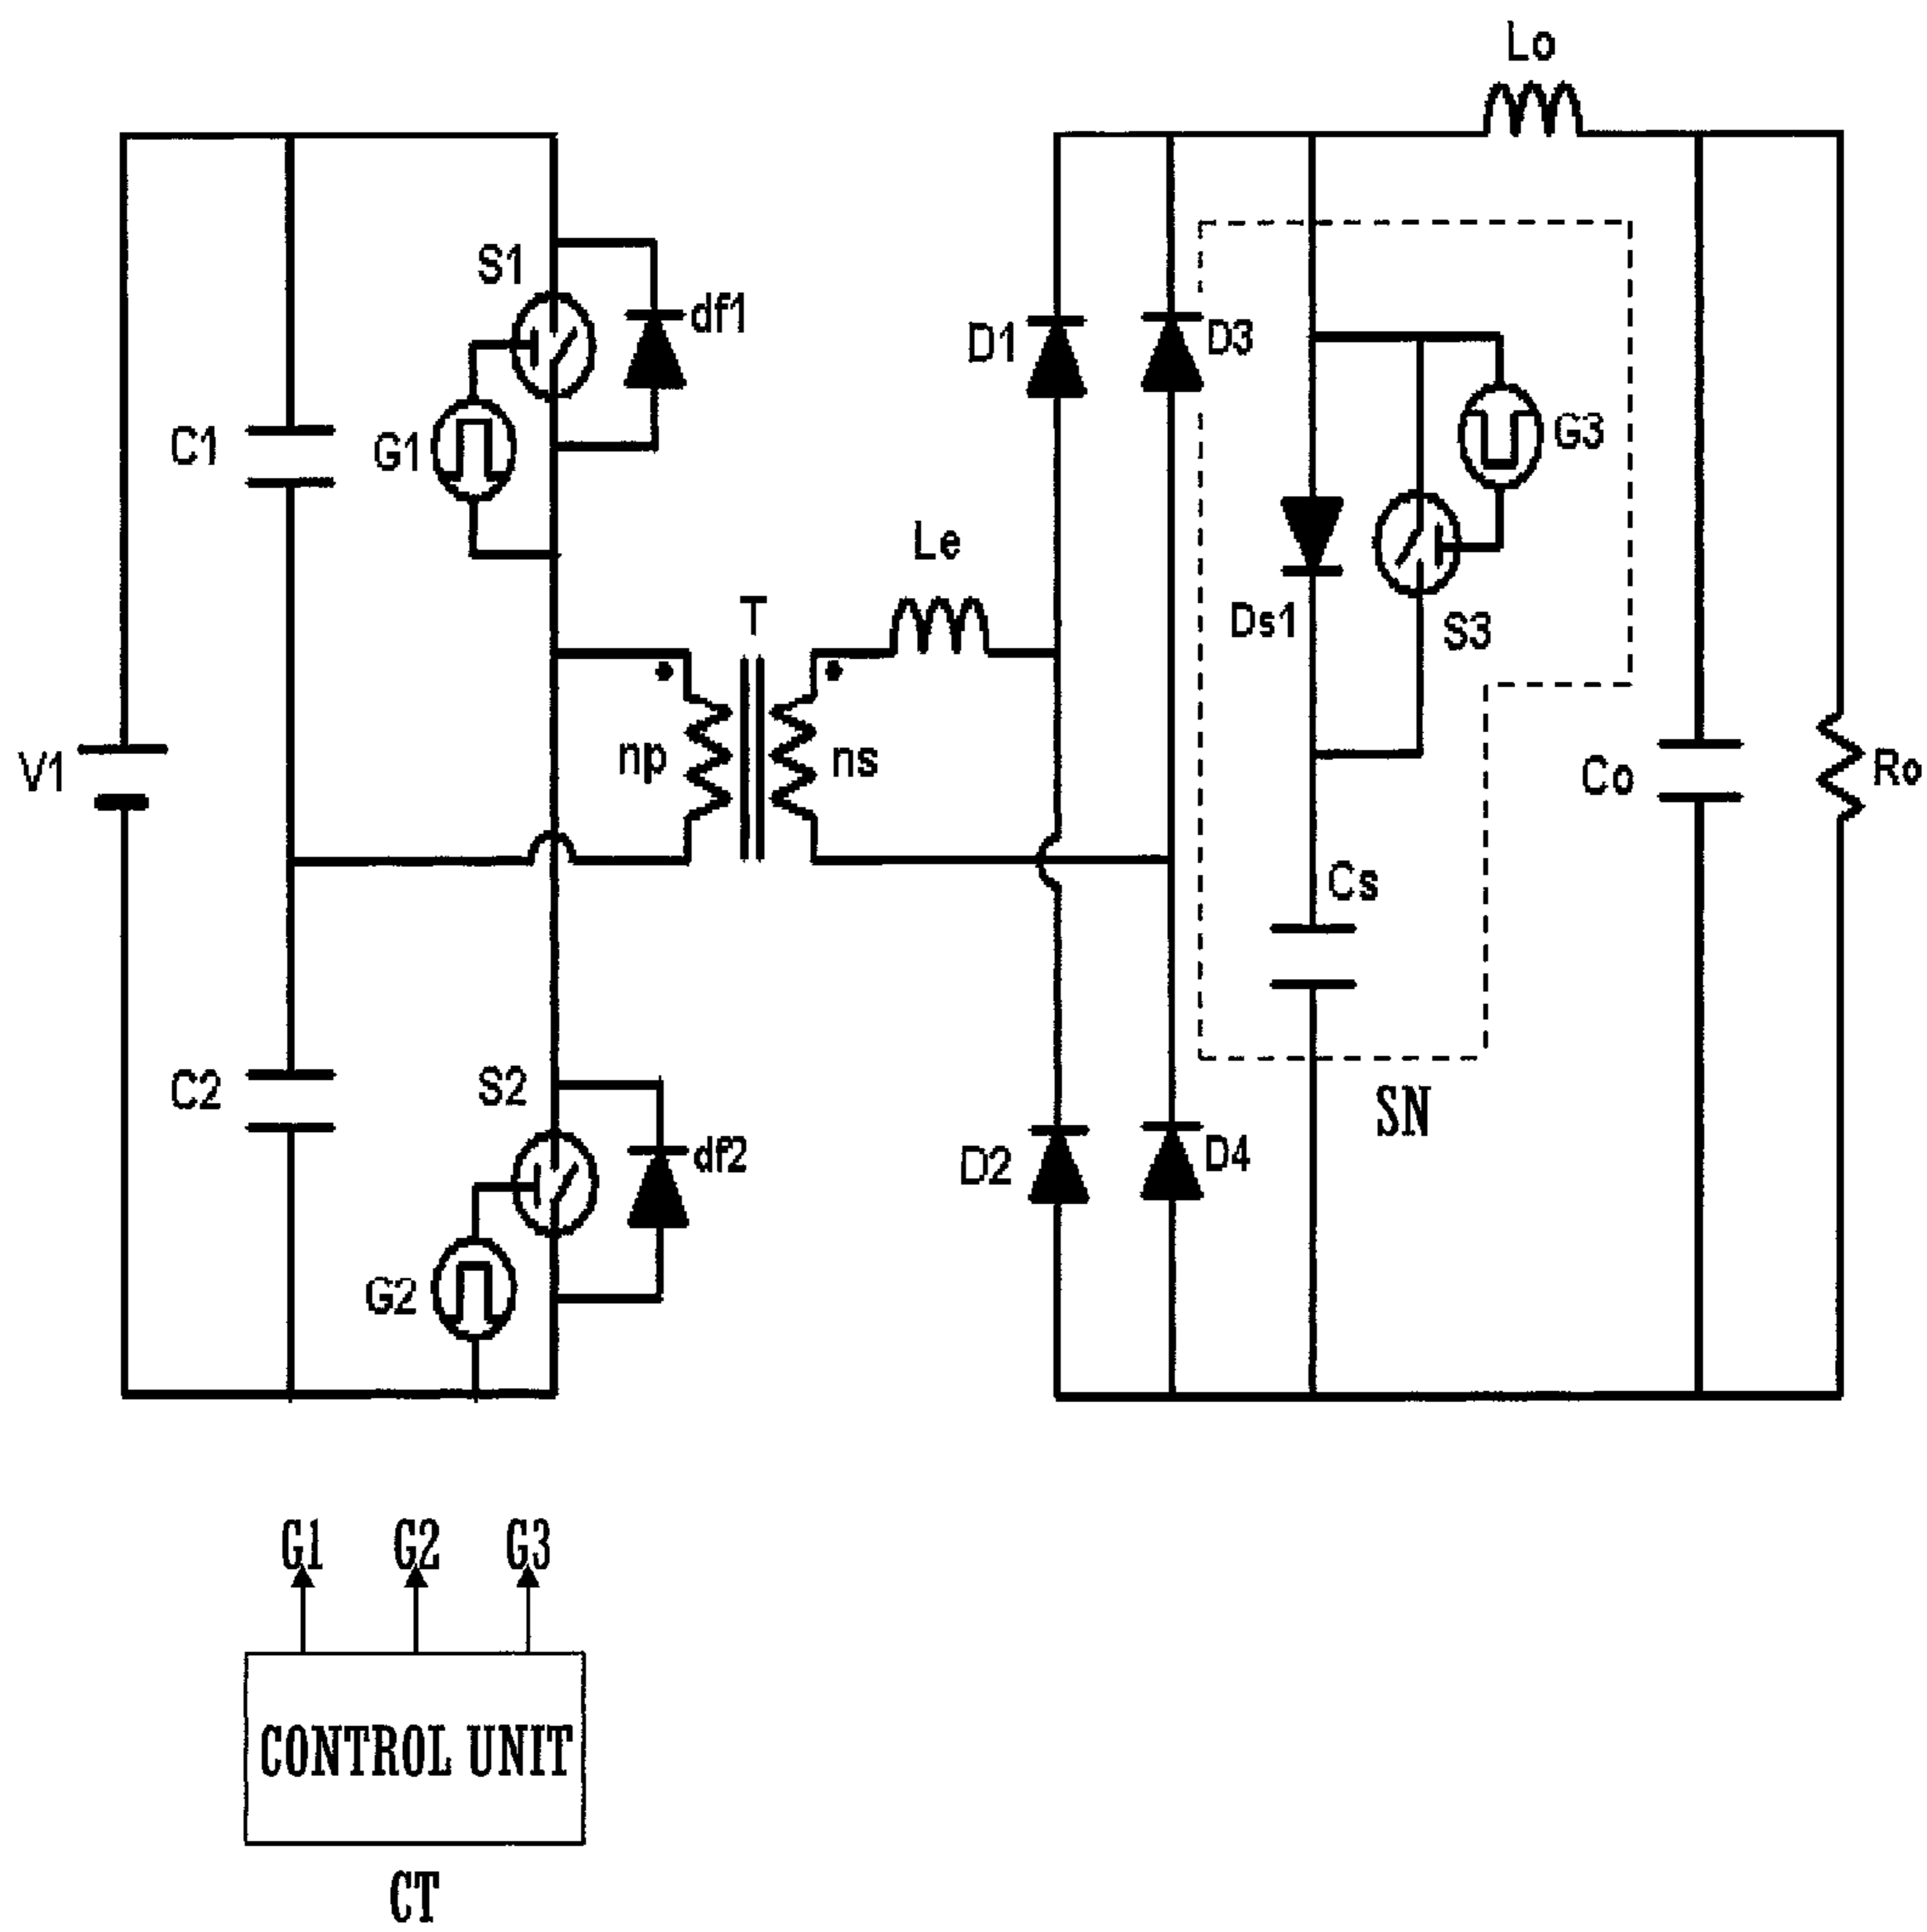 Lo
S1
df1
D1
D3
C1
G1
G3
Le
Ds1
S3
T
V1
np
ns
Co
Ro
Cs
C2
S2
df2
D2
D4
SN
G2
G1 G2 G3
CONTROL UNIT
CT